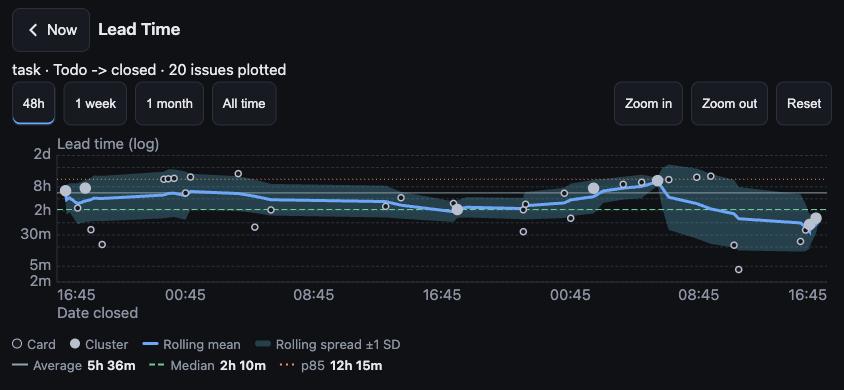 Now Lead Time
task · Todo -> closed · 20 issues plotted
48h 1 week 1 month All time Zoom in Zoom out Reset
Lead time (log)
2d
8h
2h
30m
5m
2m
16:45 00:45 08:45 16:45 00:45 08:45 16:45
Date closed
Card Cluster Rolling mean Rolling spread ±1 SD
Average 5h 36m Median 2h 10m p85 12h 15m